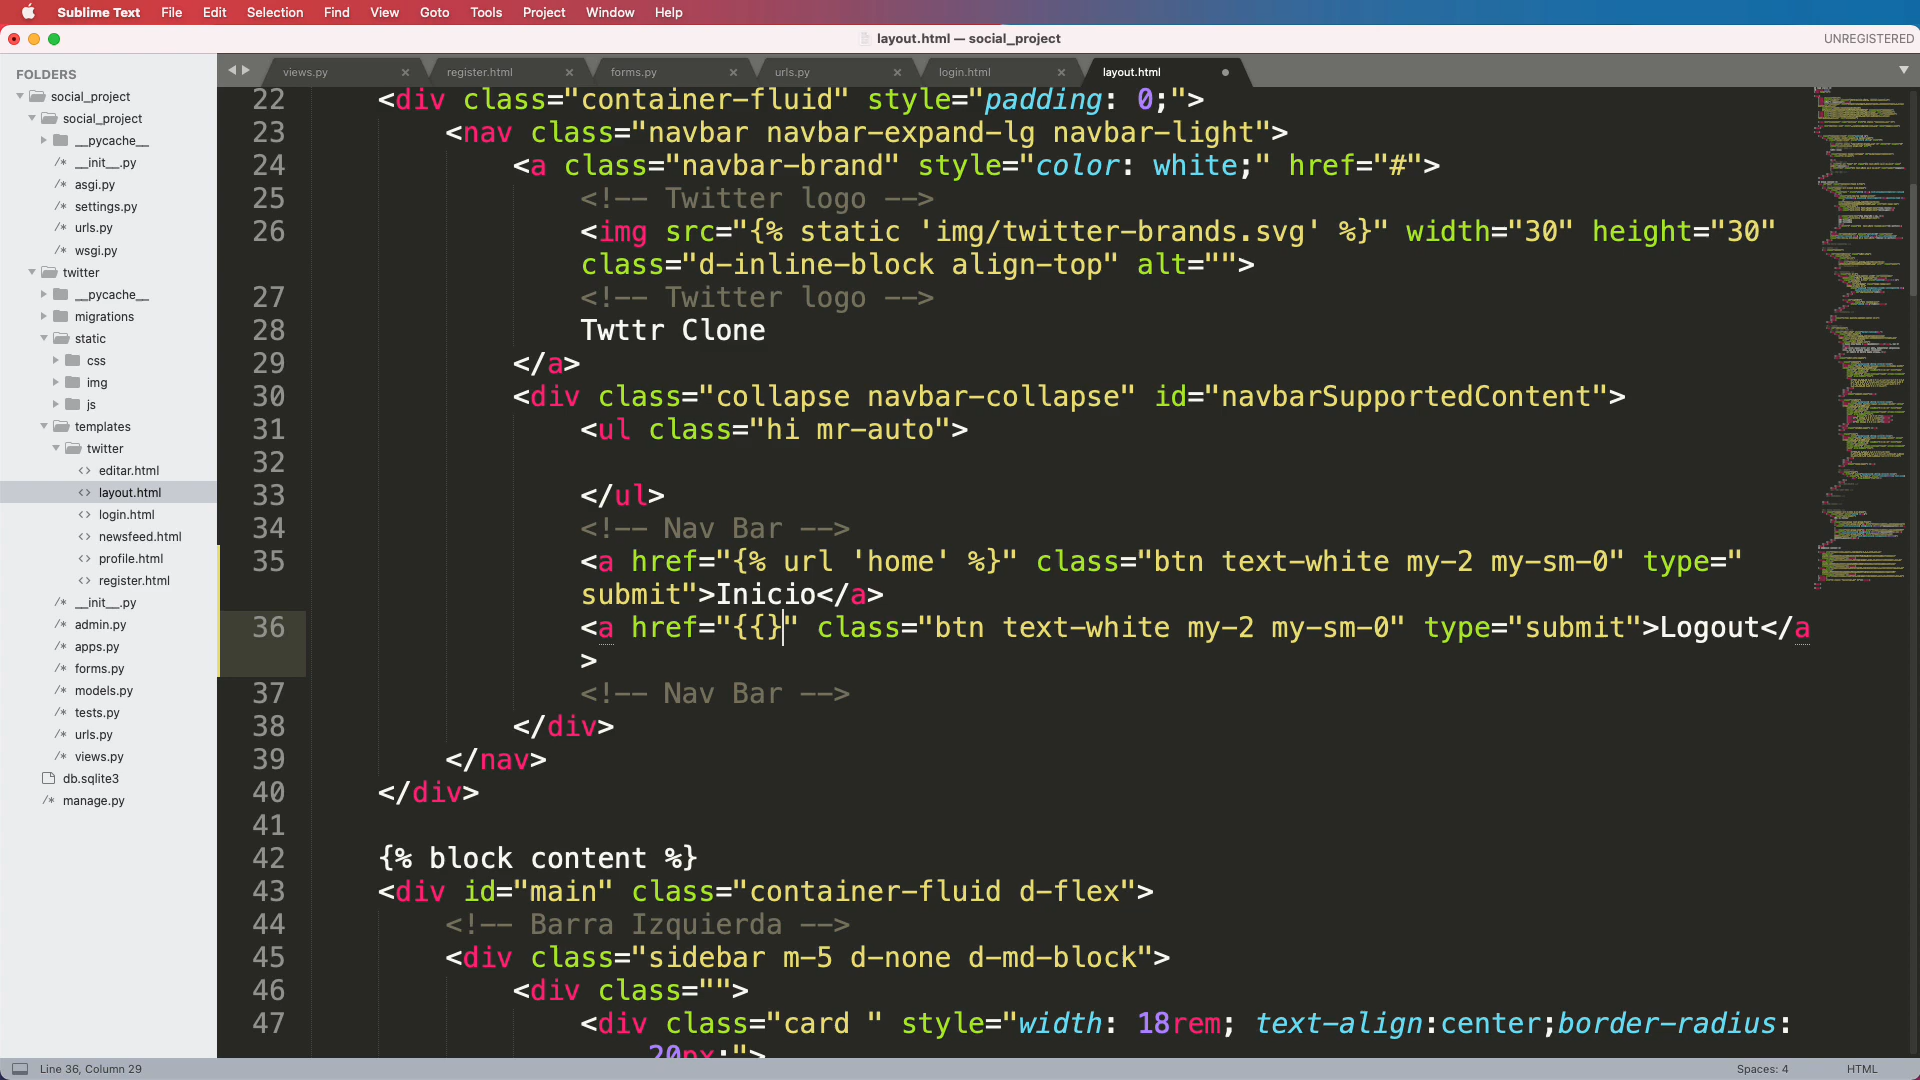 Sublime Text File Edit Selection Find View Goto Tools Project Window Help
layout.html — social_project
UNREGISTERED
FOLDERS
social_project
social_project
__pycache__
/* __init__.py
/* asgi.py
/* settings.py
/* urls.py
/* wsgi.py
twitter
__pycache__
migrations
static
css
img
js
templates
twitter
<> editar.html
<> layout.html
<> login.html
<> newsfeed.html
<> profile.html
<> register.html
/* __init__.py
/* admin.py
/* apps.py
/* forms.py
/* models.py
/* tests.py
/* urls.py
/* views.py
db.sqlite3
/* manage.py
views.py × register.html × forms.py × urls.py × login.html × layout.html
22 <div class="container-fluid" style="padding: 0;">
23 <nav class="navbar navbar-expand-lg navbar-light">
24 <a class="navbar-brand" style="color: white;" href="#">
25 <!-- Twitter logo -->
26 <img src="{% static 'img/twitter-brands.svg' %}" width="30" height="30"
class="d-inline-block align-top" alt="">
27 <!-- Twitter logo -->
28 Twttr Clone
29 </a>
30 <div class="collapse navbar-collapse" id="navbarSupportedContent">
31 <ul class="hi mr-auto">
32
33 </ul>
34 <!-- Nav Bar -->
35 <a href="{% url 'home' %}" class="btn text-white my-2 my-sm-0" type="
submit">Inicio</a>
36 <a href="{{}" class="btn text-white my-2 my-sm-0" type="submit">Logout</a
>
37 <!-- Nav Bar -->
38 </div>
39 </nav>
40 </div>
41
42 {% block content %}
43 <div id="main" class="container-fluid d-flex">
44 <!-- Barra Izquierda -->
45 <div class="sidebar m-5 d-none d-md-block">
46 <div class="">
47 <div class="card " style="width: 18rem; text-align:center;border-radius:
20px;">
Line 36, Column 29
Spaces: 4
HTML